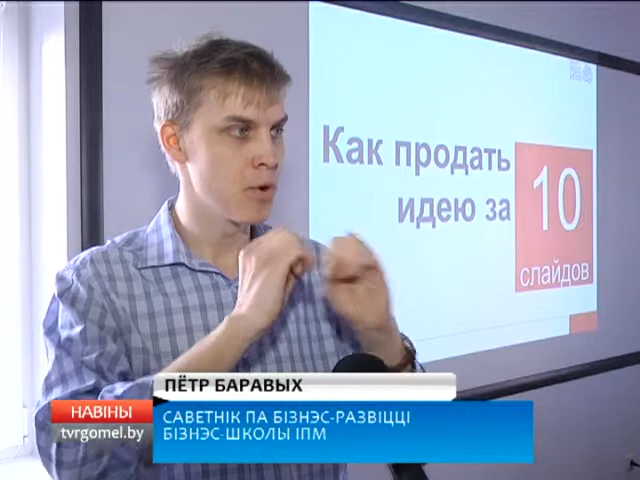 Как продать
идею за
10
слайдов
ПЁТР БАРАВЫХ
НАВІНЫ
tvrgomel.by
САВЕТНІК ПА БІЗНЭС-РАЗВІЦЦІ
БІЗНЭС-ШКОЛЫ ІПМ